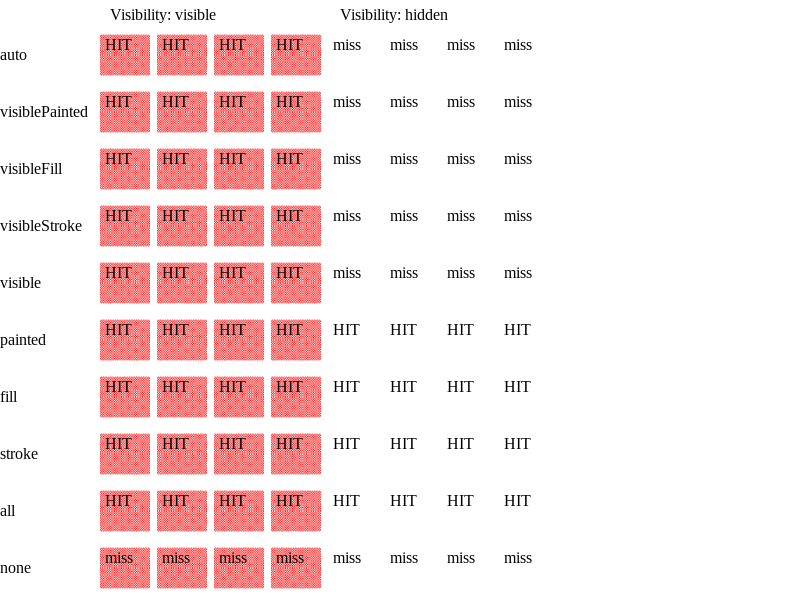 Visibility: visible Visibility: hidden
auto HIT HIT HIT HIT miss miss miss miss
visiblePainted HIT HIT HIT HIT miss miss miss miss
visibleFill HIT HIT HIT HIT miss miss miss miss
visibleStroke HIT HIT HIT HIT miss miss miss miss
visible HIT HIT HIT HIT miss miss miss miss
painted HIT HIT HIT HIT HIT HIT HIT HIT
fill HIT HIT HIT HIT HIT HIT HIT HIT
stroke HIT HIT HIT HIT HIT HIT HIT HIT
all HIT HIT HIT HIT HIT HIT HIT HIT
none miss miss miss miss miss miss miss miss